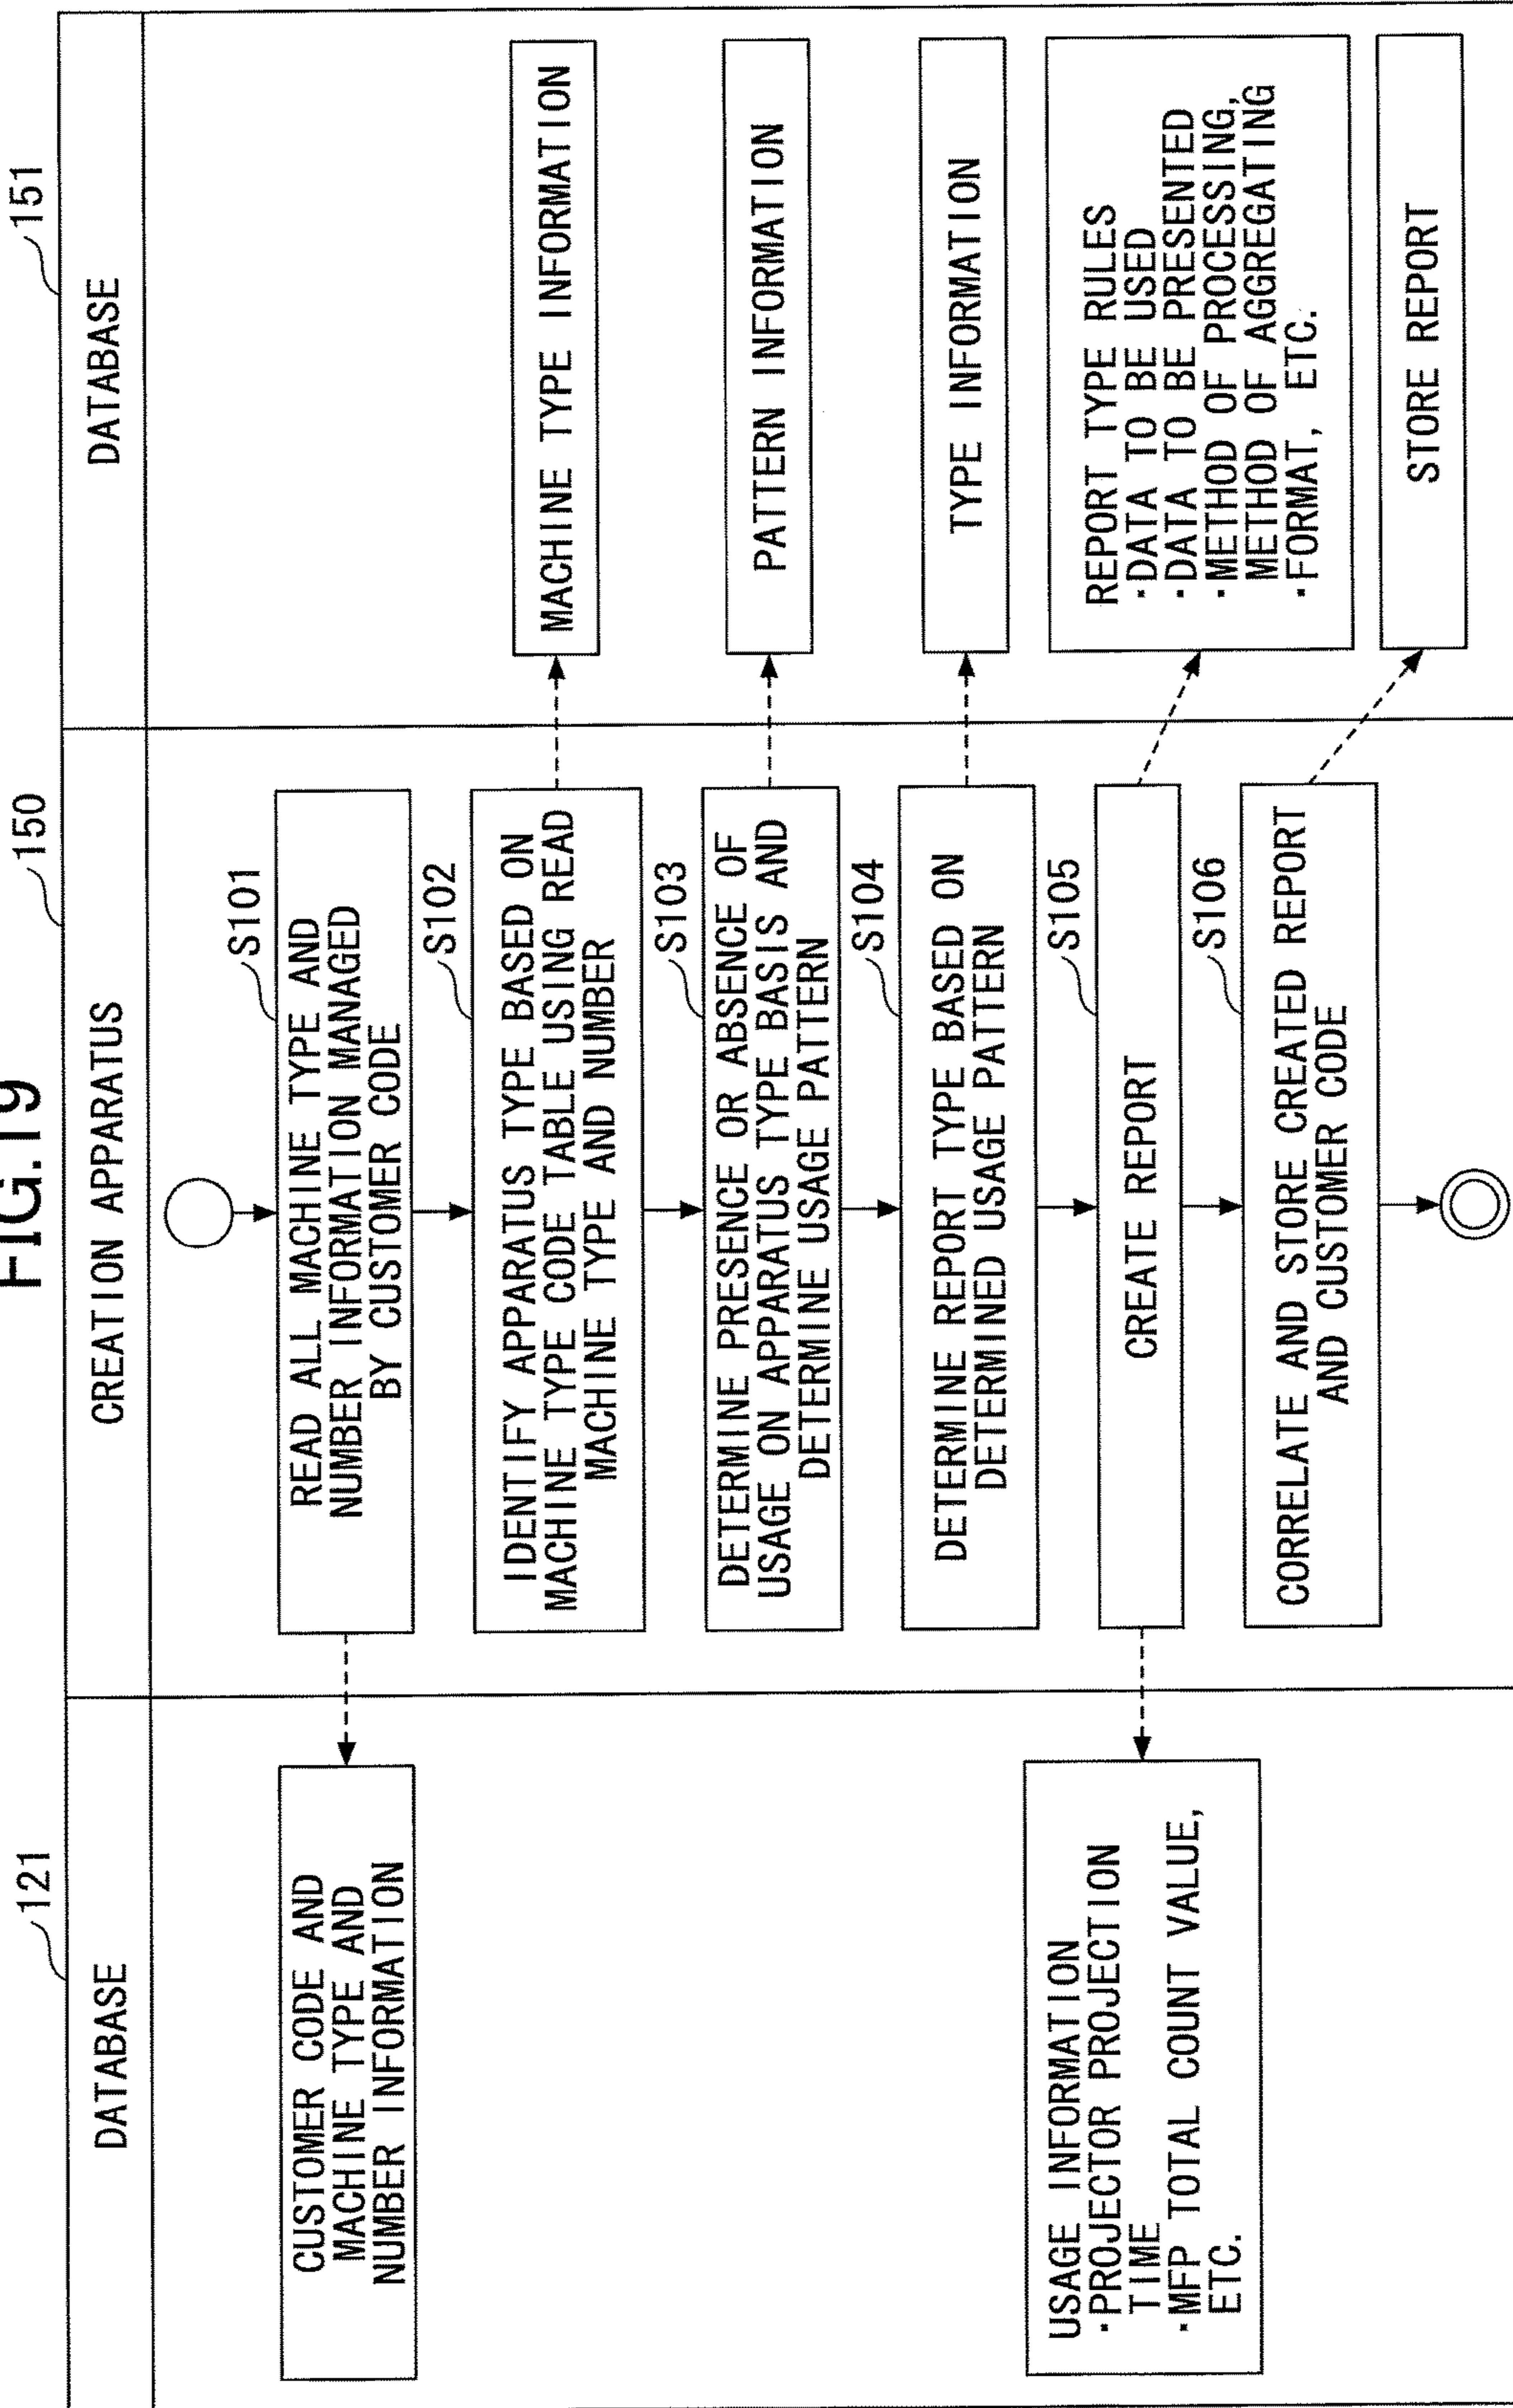 FIG.19
121
150
151
DATABASE
CREATION APPARATUS
DATABASE
S101
READ ALL MACHINE TYPE AND
NUMBER INFORMATION MANAGED
BY CUSTOMER CODE
CUSTOMER CODE AND
MACHINE TYPE AND
NUMBER INFORMATION
S102
IDENTIFY APPARATUS TYPE BASED ON
MACHINE TYPE CODE TABLE USING READ
MACHINE TYPE AND NUMBER
MACHINE TYPE INFORMATION
S103
DETERMINE PRESENCE OR ABSENCE OF
USAGE ON APPARATUS TYPE BASIS AND
DETERMINE USAGE PATTERN
PATTERN INFORMATION
S104
DETERMINE REPORT TYPE BASED ON
DETERMINED USAGE PATTERN
TYPE INFORMATION
S105
CREATE REPORT
USAGE INFORMATION
·PROJECTOR PROJECTION
TIME
·MFP TOTAL COUNT VALUE,
ETC.
REPORT TYPE RULES
·DATA TO BE USED
·DATA TO BE PRESENTED
·METHOD OF PROCESSING,
METHOD OF AGGREGATING
·FORMAT, ETC.
S106
CORRELATE AND STORE CREATED REPORT
AND CUSTOMER CODE
STORE REPORT